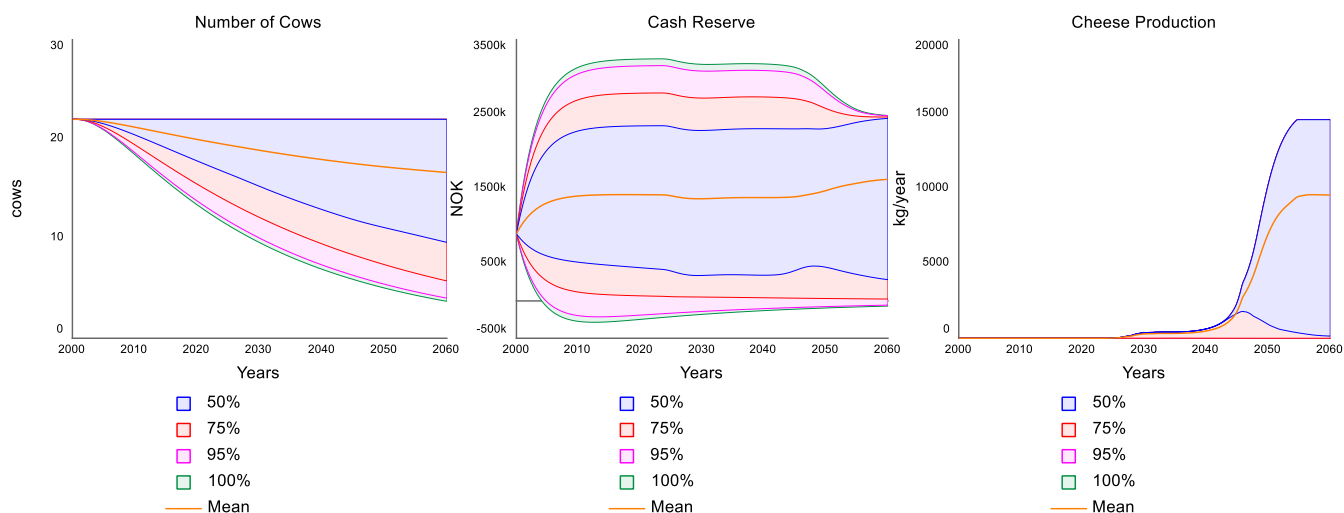 Number of Cows
30
20
10
0
cows
2000 2010 2020 2030 2040 2050 2060
Years
50%
75%
95%
100%
Mean
Cash Reserve
3500k
2500k
1500k
500k
-500k
NOK
2000 2010 2020 2030 2040 2050 2060
Years
50%
75%
95%
100%
Mean
Cheese Production
20000
15000
10000
5000
0
kg/year
2000 2010 2020 2030 2040 2050 2060
Years
50%
75%
95%
100%
Mean